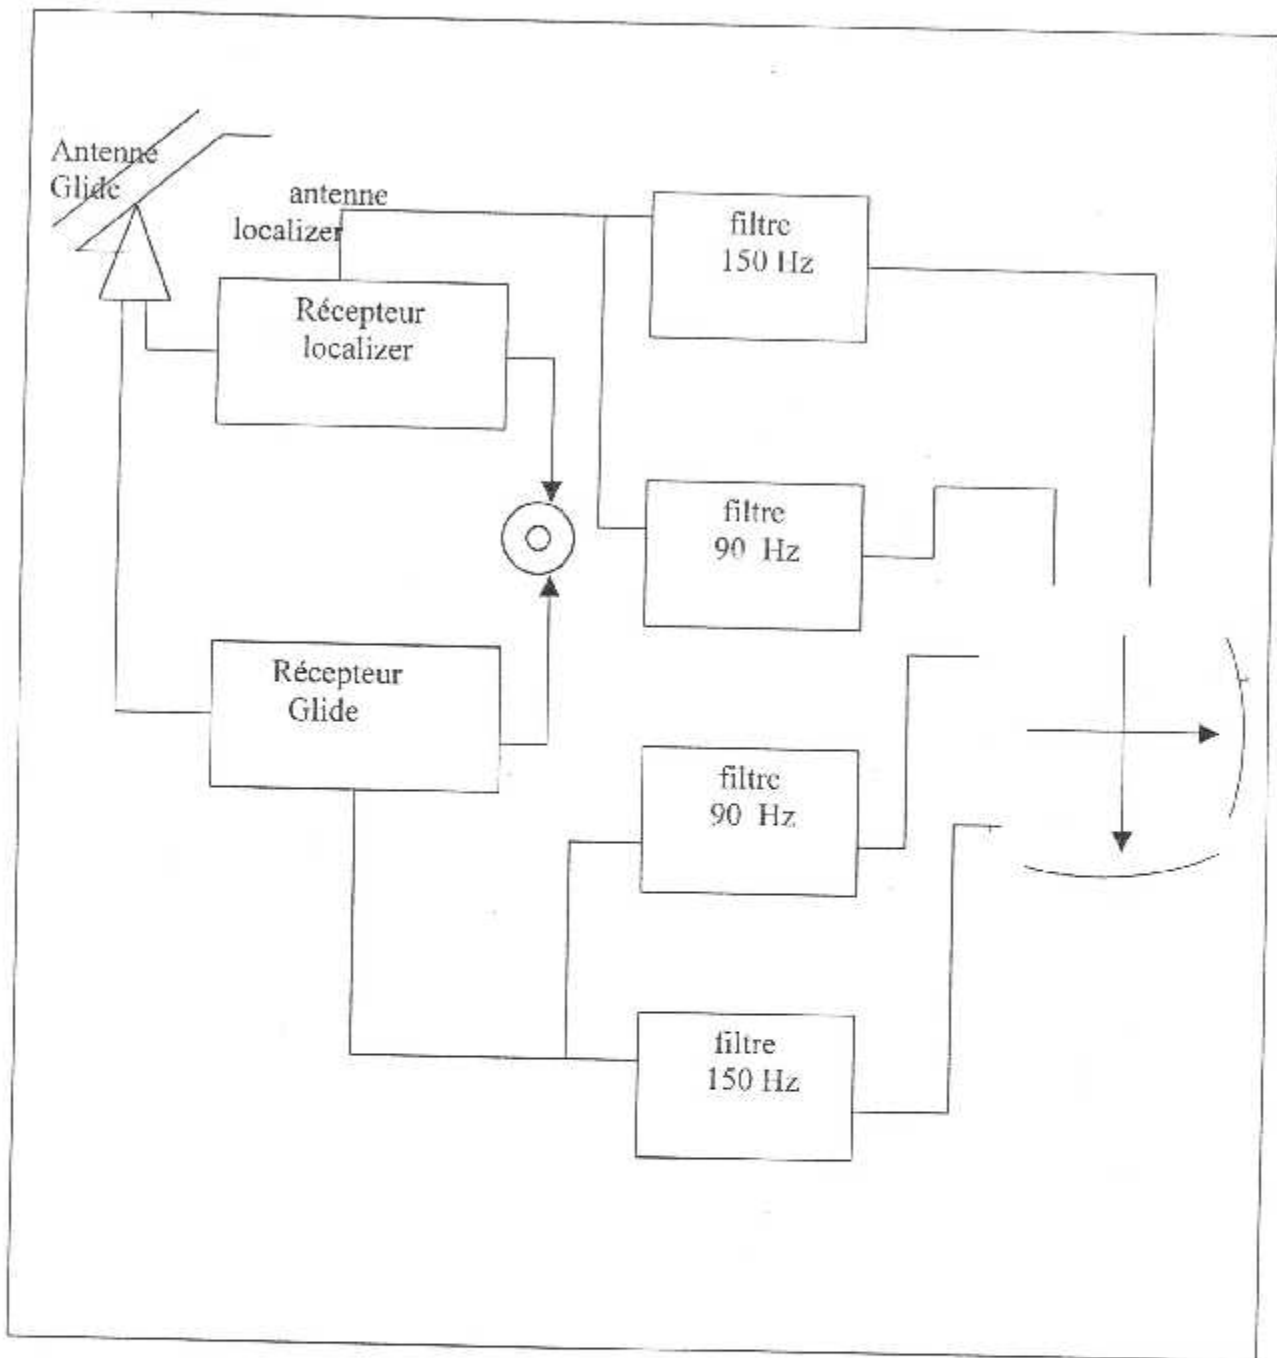 Antenne
Glide
antenne
localizer
filtre
150 Hz
Récepteur
localizer
filtre
90 Hz
Récepteur
Glide
filtre
90 Hz
filtre
150 Hz